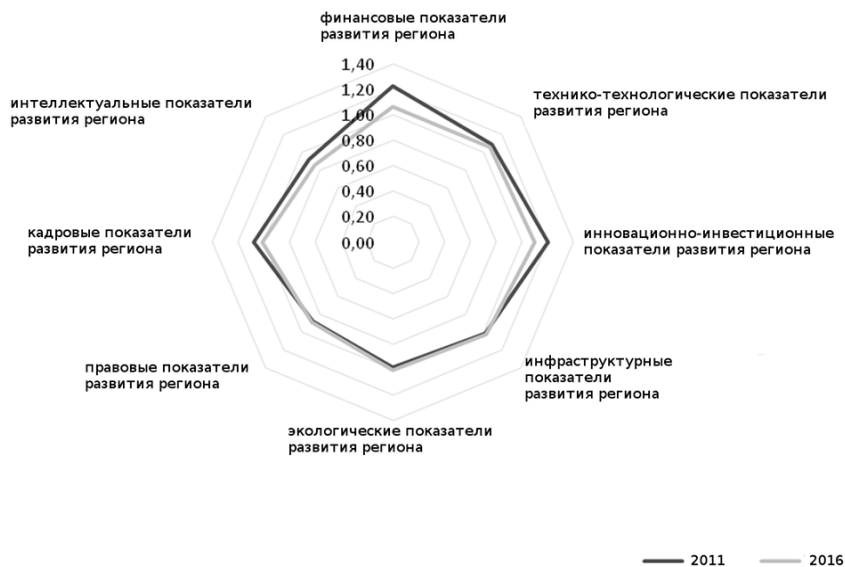 финансовые показатели
развития региона
1,40
1,20
1,00
0,80
0,60
0,40
0,20
0,00
технико-технологические показатели
развития региона
инновационно-инвестиционные
показатели развития региона
инфраструктурные
показатели
развития региона
экологические показатели
развития региона
правовые показатели
развития региона
кадровые показатели
развития региона
интеллектуальные показатели
развития региона
2011
2016